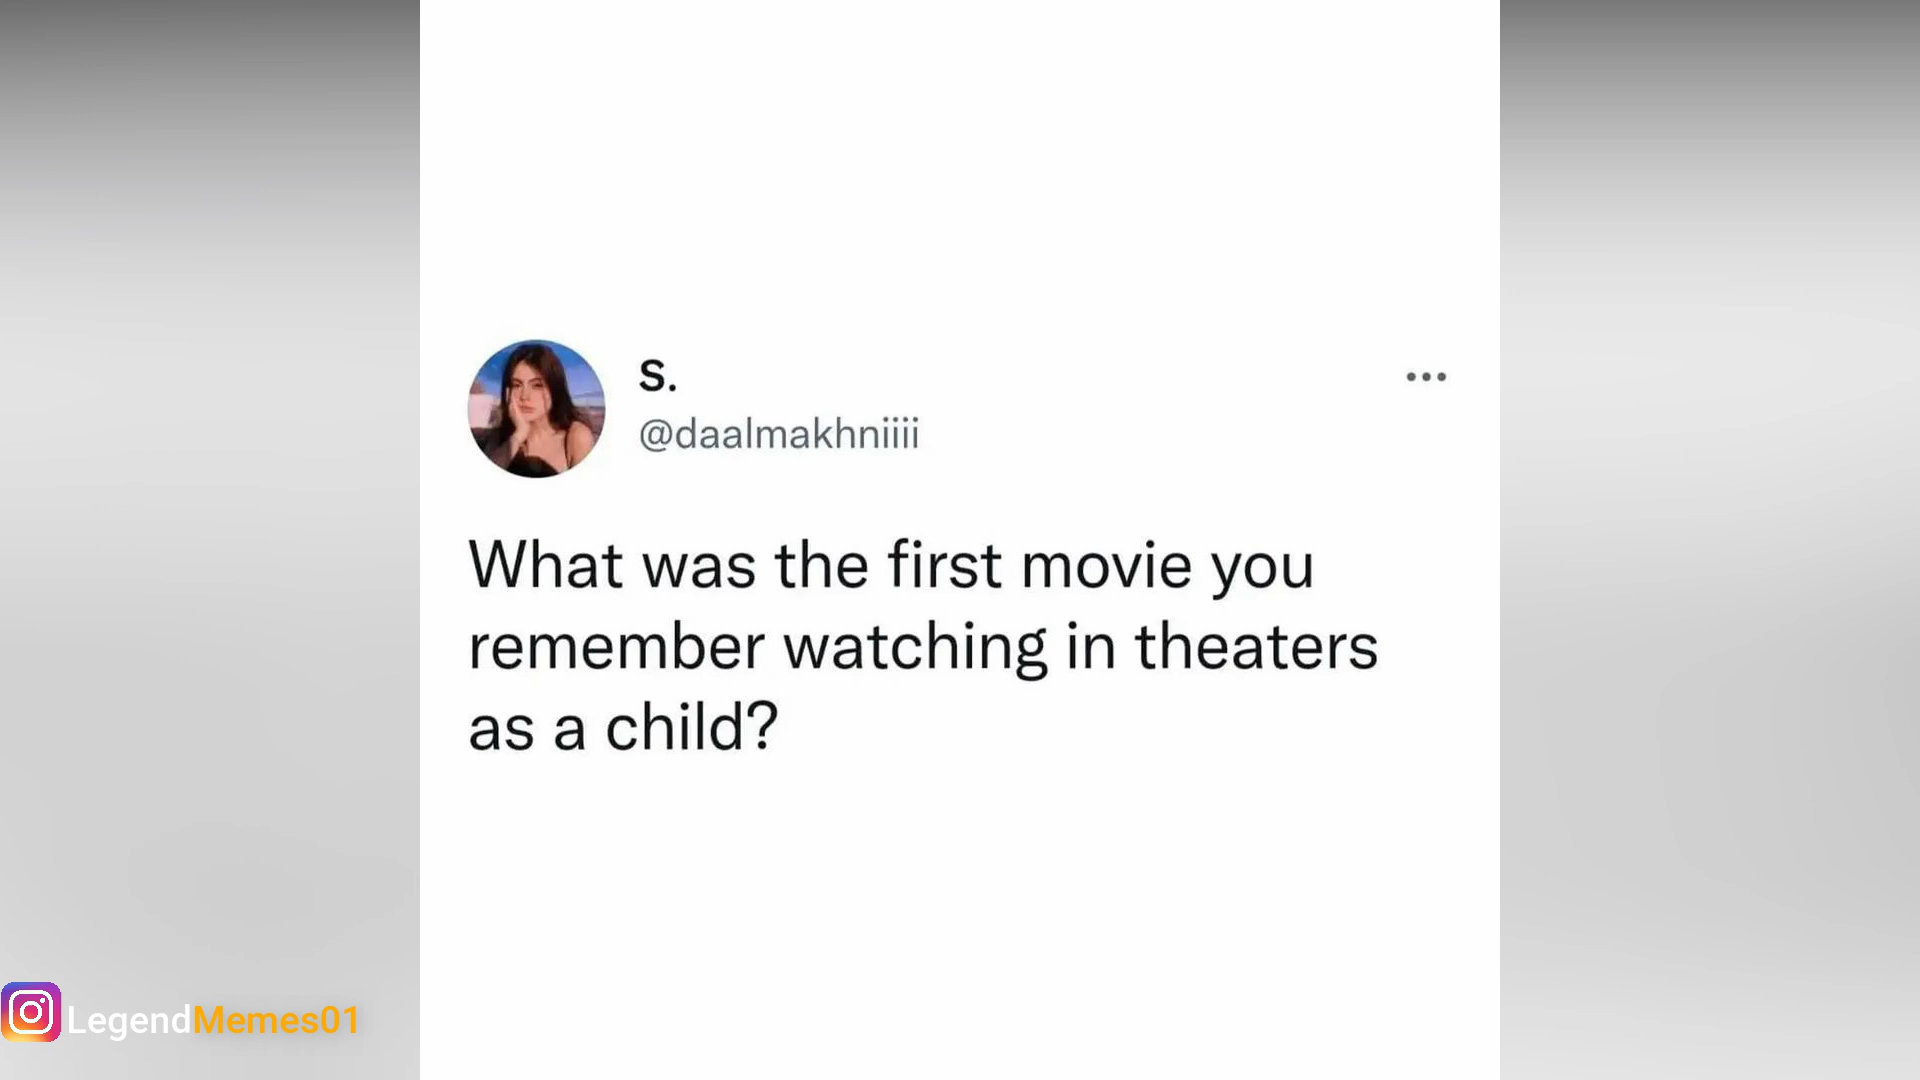 S.
@daalmakhniiii
What was the first movie you
remember watching in theaters
as a child?
LegendMemes01